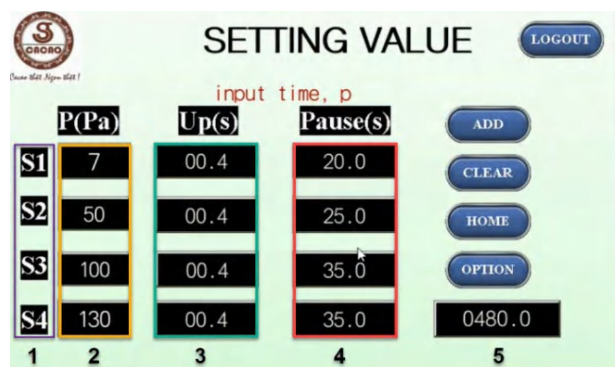 CACAO
SETTING VALUE
LOGOUT
Cacao thật Ngon thật !
input time, p
P(Pa) Up(s) Pause(s) ADD
S1 7 00.4 20.0 CLEAR
S2 50 00.4 25.0 HOME
S3 100 00.4 35.0 OPTION
S4 130 00.4 35.0 0480.0
1 2 3 4 5